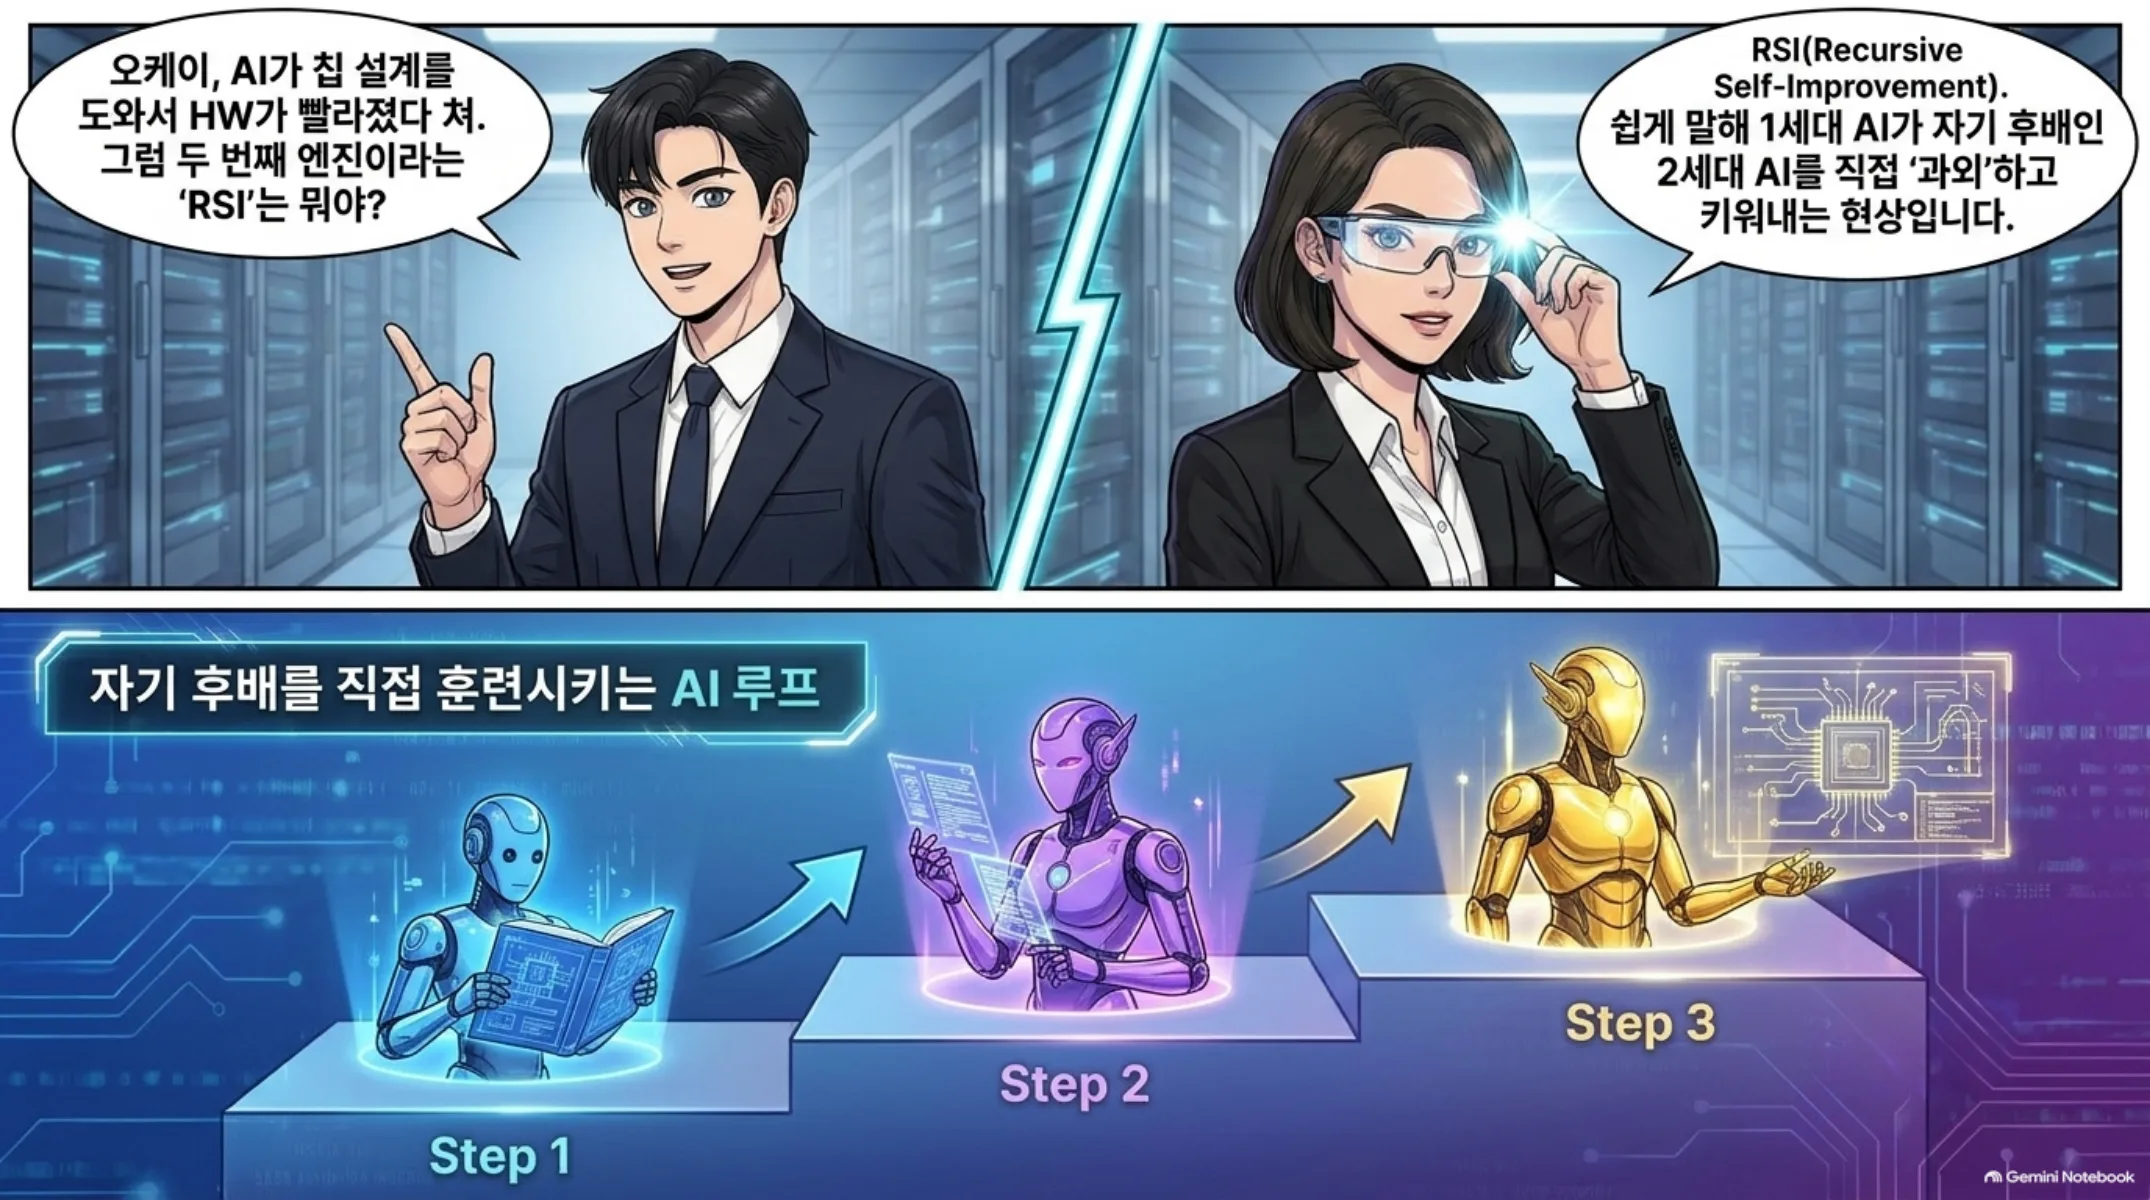 오케이, AI가 칩 설계를
도와서 HW가 빨라졌다 쳐.
그럼 두 번째 엔진이라는
‘RSI’는 뭐야?
RSI(Recursive
Self-Improvement).
쉽게 말해 1세대 AI가 자기 후배인
2세대 AI를 직접 ‘과외’하고
키워내는 현상입니다.
자기 후배를 직접 훈련시키는 AI 루프
Step 1
Step 2
Step 3
Gemini Notebook